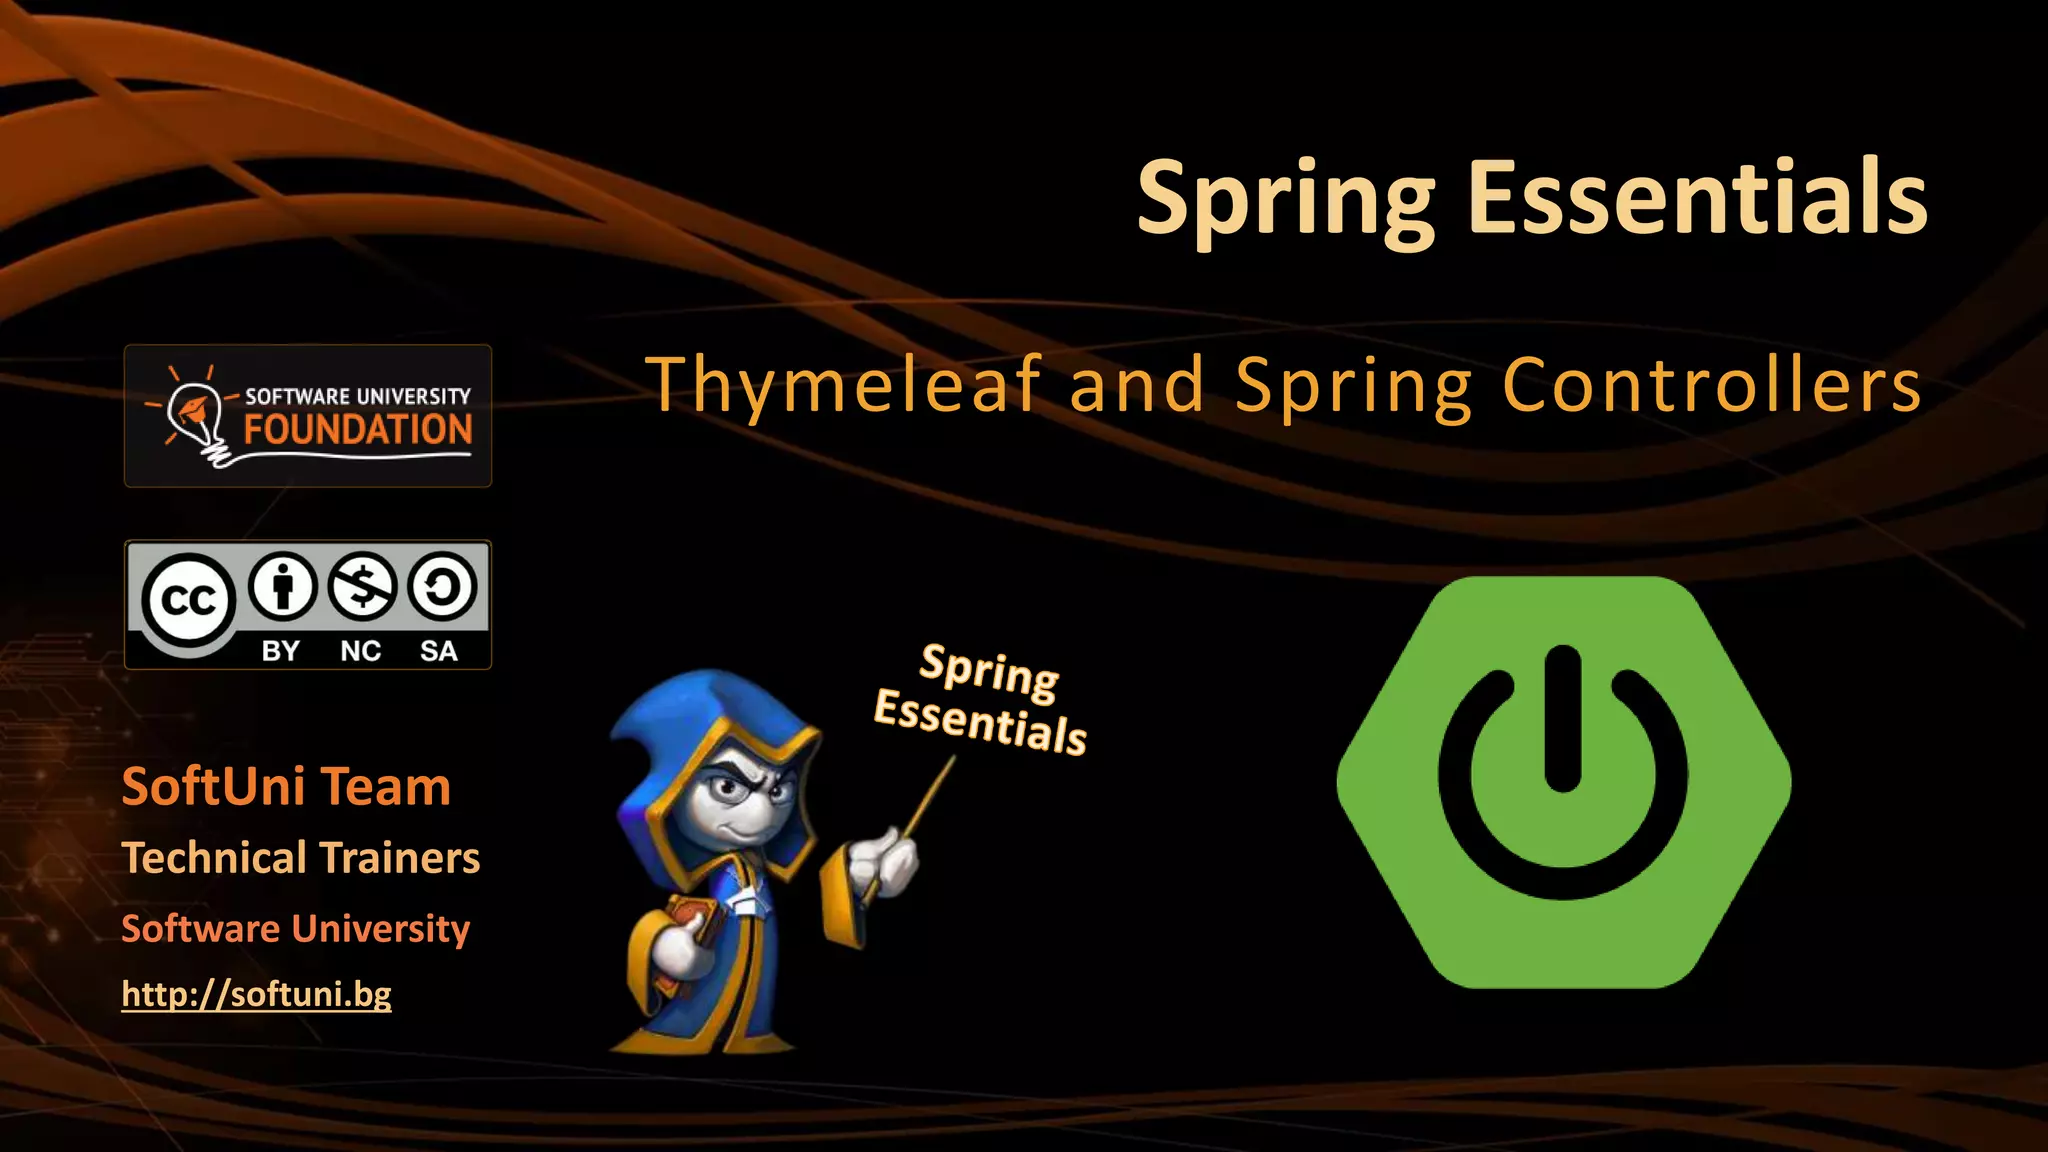 Spring Essentials
Thymeleaf and Spring Controllers
SOFTWARE UNIVERSITY
FOUNDATION
cc
$
BY NC SA
Spring
Essentials
SoftUni Team
Technical Trainers
Software University
http://softuni.bg